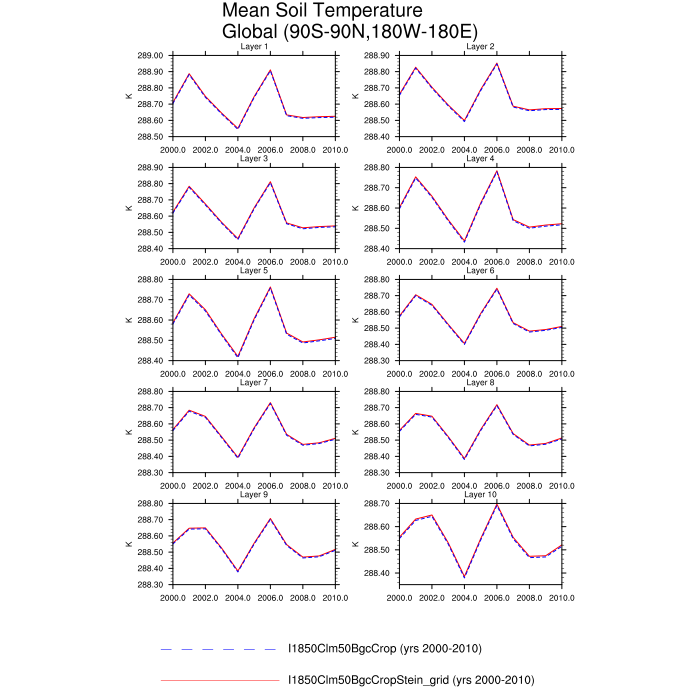 Mean Soil Temperature
Global (90S-90N,180W-180E)
Layer 1
Layer 2
289.00
288.90
288.80
288.70
288.60
288.50
K
2000.0 2002.0 2004.0 2006.0 2008.0 2010.0
288.90
288.80
288.70
288.60
288.50
288.40
K
2000.0 2002.0 2004.0 2006.0 2008.0 2010.0
Layer 3
Layer 4
288.90
288.80
288.70
288.60
288.50
288.40
K
2000.0 2002.0 2004.0 2006.0 2008.0 2010.0
288.80
288.70
288.60
288.50
288.40
K
2000.0 2002.0 2004.0 2006.0 2008.0 2010.0
Layer 5
Layer 6
288.80
288.70
288.60
288.50
288.40
K
2000.0 2002.0 2004.0 2006.0 2008.0 2010.0
288.80
288.70
288.60
288.50
288.40
288.30
K
2000.0 2002.0 2004.0 2006.0 2008.0 2010.0
Layer 7
Layer 8
288.80
288.70
288.60
288.50
288.40
288.30
K
2000.0 2002.0 2004.0 2006.0 2008.0 2010.0
288.80
288.70
288.60
288.50
288.40
288.30
K
2000.0 2002.0 2004.0 2006.0 2008.0 2010.0
Layer 9
Layer 10
288.80
288.70
288.60
288.50
288.40
288.30
K
2000.0 2002.0 2004.0 2006.0 2008.0 2010.0
288.70
288.60
288.50
288.40
K
2000.0 2002.0 2004.0 2006.0 2008.0 2010.0
I1850Clm50BgcCrop (yrs 2000-2010)
I1850Clm50BgcCropStein_grid (yrs 2000-2010)